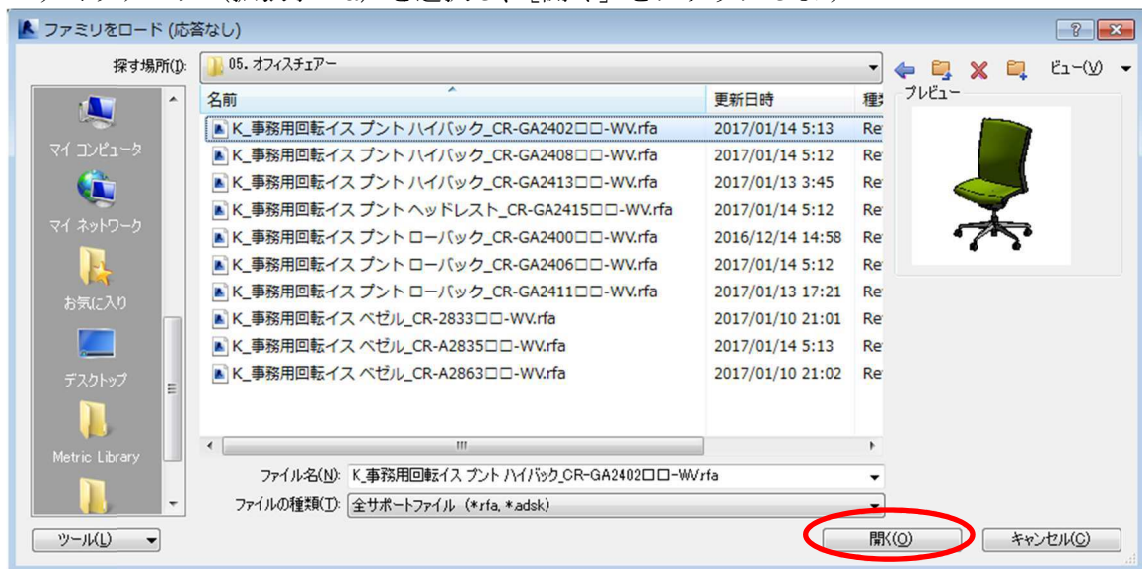 ファミリをロード (応答なし)
探す場所(I):
05. オフィスチェアー
ビュー(V)
名前
更新日時
種類
プレビュー
K_事務用回転イス プント ハイバック_CR-GA2402□□-WV.rfa
2017/01/14 5:13
Re
K_事務用回転イス プント ハイバック_CR-GA2408□□-WV.rfa
2017/01/14 5:12
Re
K_事務用回転イス プント ハイバック_CR-GA2413□□-WV.rfa
2017/01/13 3:45
Re
K_事務用回転イス プント ヘッドレスト_CR-GA2415□□-WV.rfa
2017/01/14 5:12
Re
K_事務用回転イス プント ローバック_CR-GA2400□□-WV.rfa
2016/12/14 14:58
Re
K_事務用回転イス プント ローバック_CR-GA2406□□-WV.rfa
2017/01/14 5:12
Re
K_事務用回転イス プント ローバック_CR-GA2411□□-WV.rfa
2017/01/13 17:21
Re
K_事務用回転イス ベゼル_CR-2833□□-WV.rfa
2017/01/10 21:01
Re
K_事務用回転イス ベゼル_CR-A2835□□-WV.rfa
2017/01/14 5:13
Re
K_事務用回転イス ベゼル_CR-A2863□□-WV.rfa
2017/01/10 21:02
Re
マイ コンピュータ
マイ ネットワーク
お気に入り
デスクトップ
Metric Library
ファイル名(N):
K_事務用回転イス プント ハイバック_CR-GA2402□□-WV.rfa
ファイルの種類(T):
全サポートファイル (*.rfa, *.adsk)
ツール(L)
開く(O)
キャンセル(C)